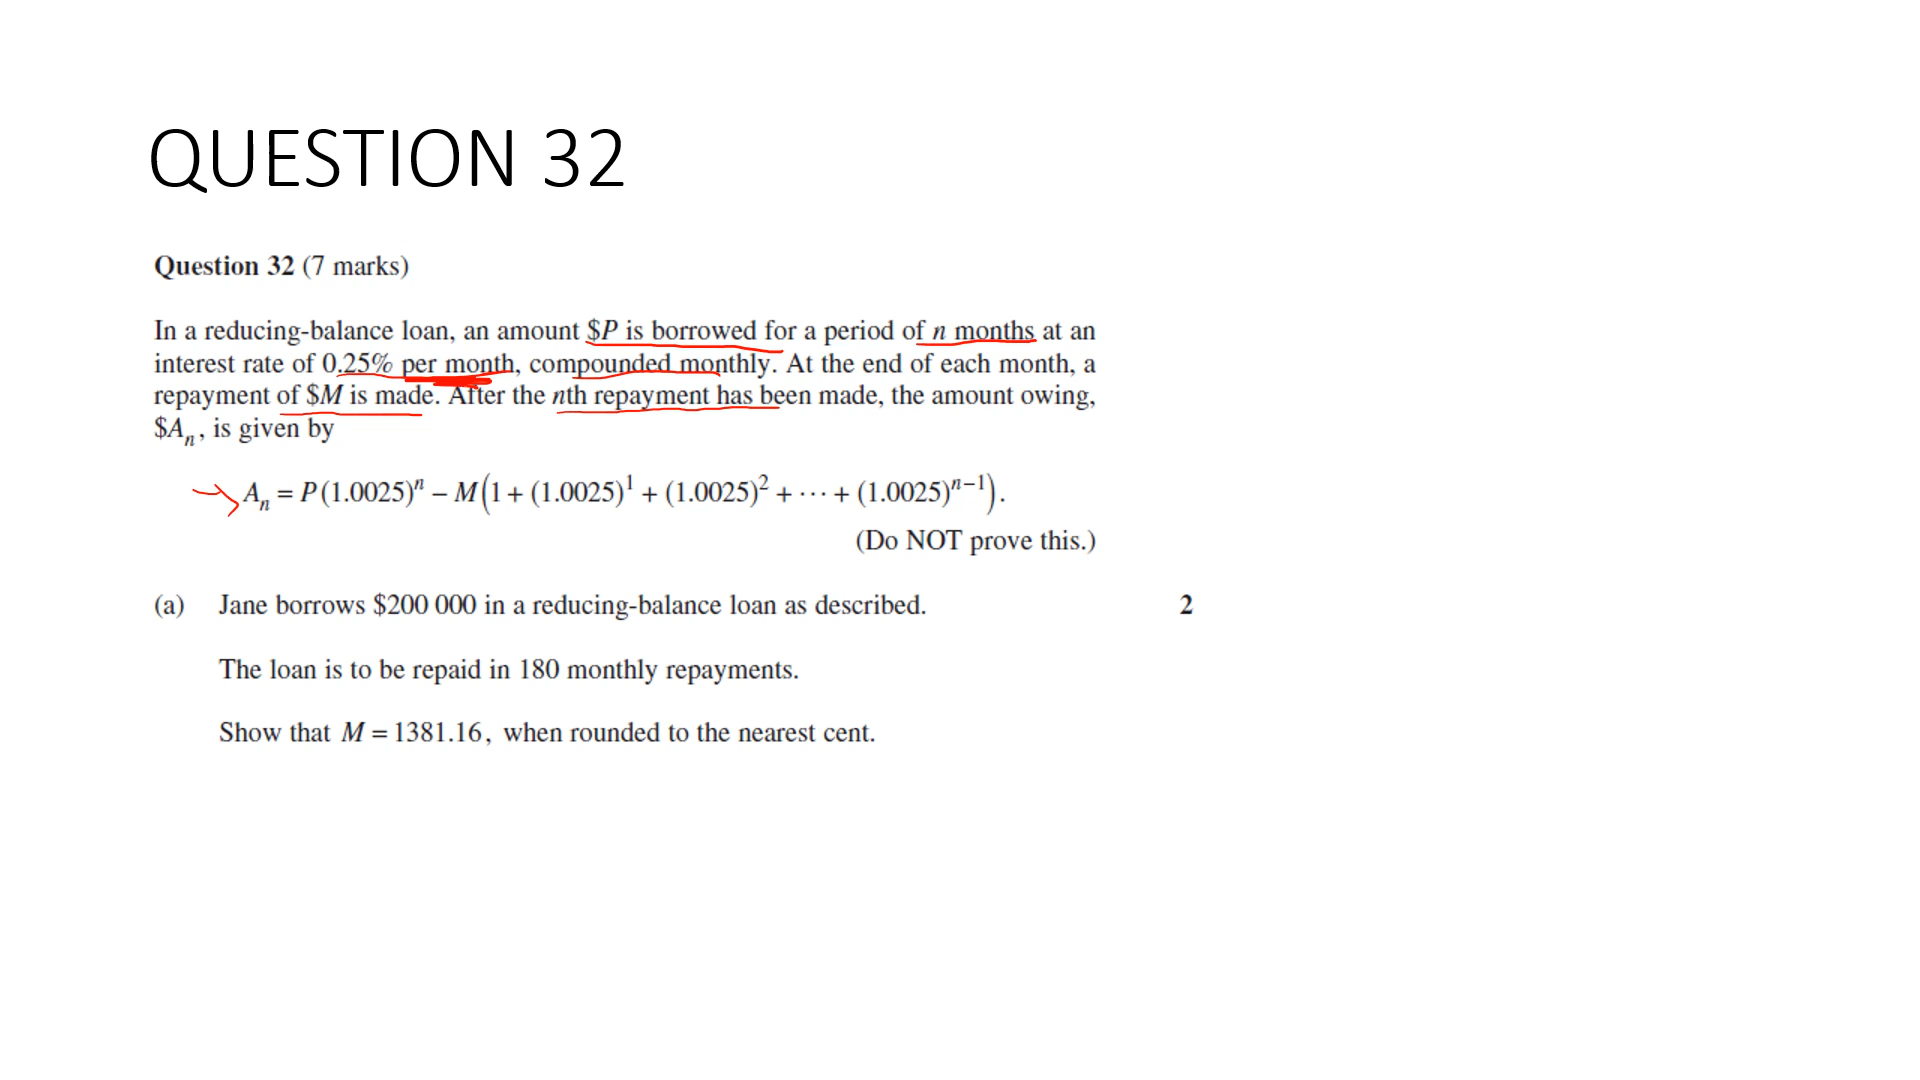 QUESTION 32
Question 32 (7 marks)
In a reducing-balance loan, an amount $P is borrowed for a period of n months at an
interest rate of 0.25% per month, compounded monthly. At the end of each month, a
repayment of $M is made. After the nth repayment has been made, the amount owing,
$Aₙ, is given by
Aₙ = P(1.0025)ⁿ – M(1 + (1.0025)¹ + (1.0025)² + ⋯ + (1.0025)ⁿ⁻¹).
(Do NOT prove this.)
(a) Jane borrows $200 000 in a reducing-balance loan as described. 2
The loan is to be repaid in 180 monthly repayments.
Show that M = 1381.16, when rounded to the nearest cent.